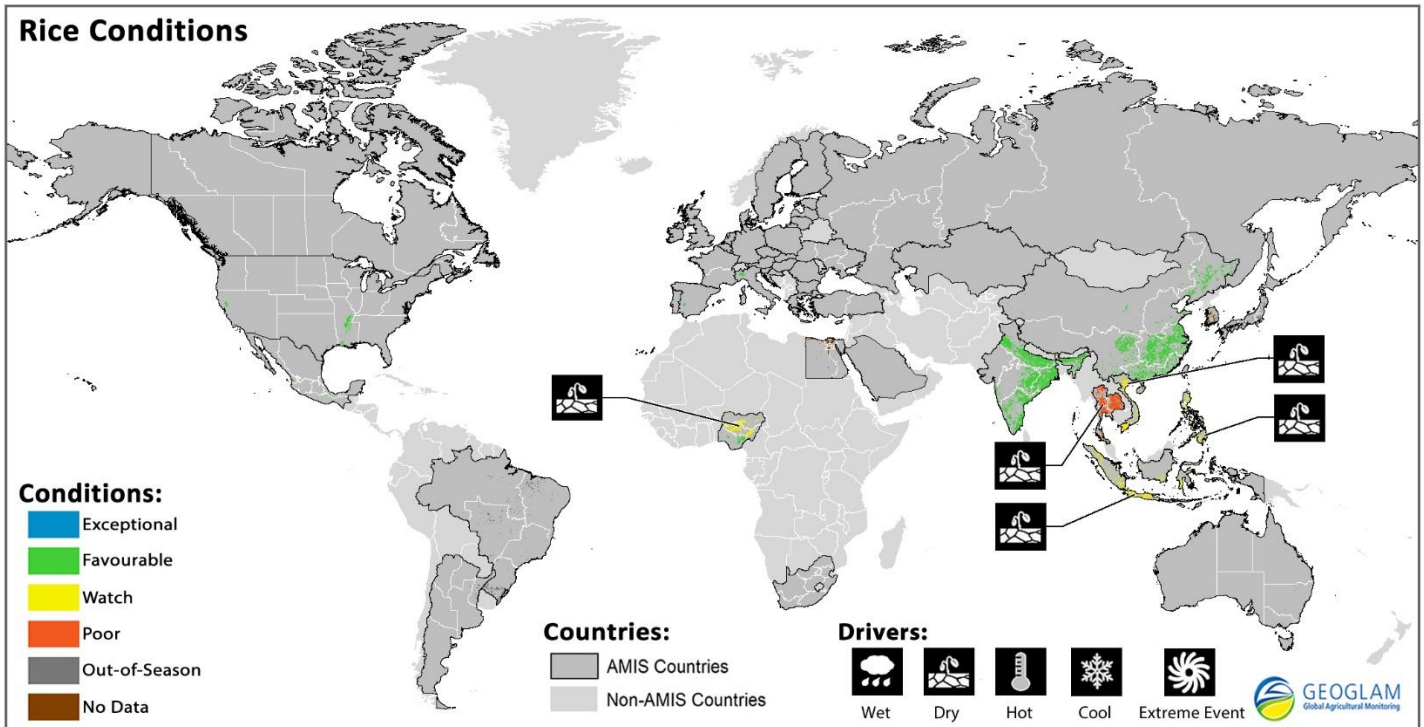 Rice Conditions
Conditions:
Exceptional
Favourable
Watch
Poor
Out-of-Season
No Data
Countries:
AMIS Countries
Non-AMIS Countries
Drivers:
Wet
Dry
Hot
Cool
Extreme Event
GEOGLAM
Global Agricultural Monitoring